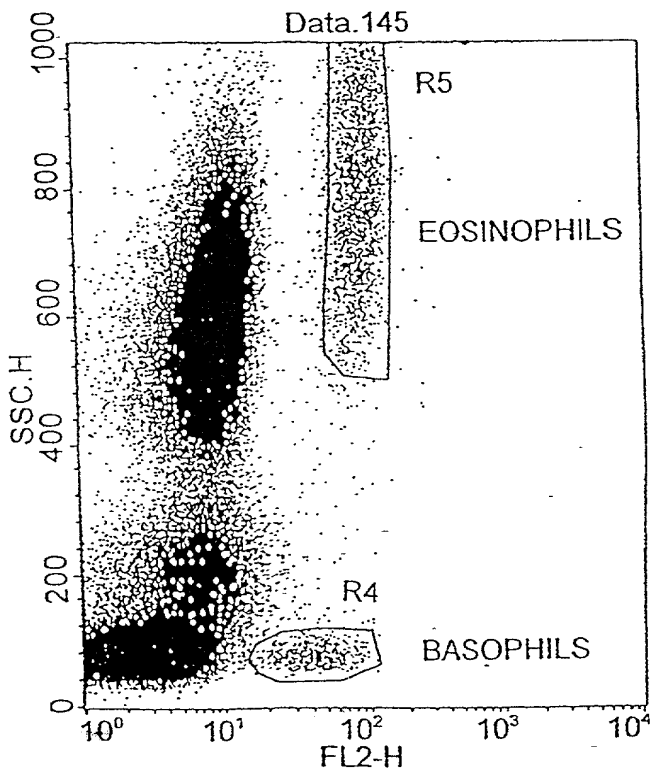 Data.145
1000
R5
800
EOSINOPHILS
600
SSC.H
400
200
R4
BASOPHILS
0
10⁰ 10¹ 10² 10³ 10⁴
FL2-H